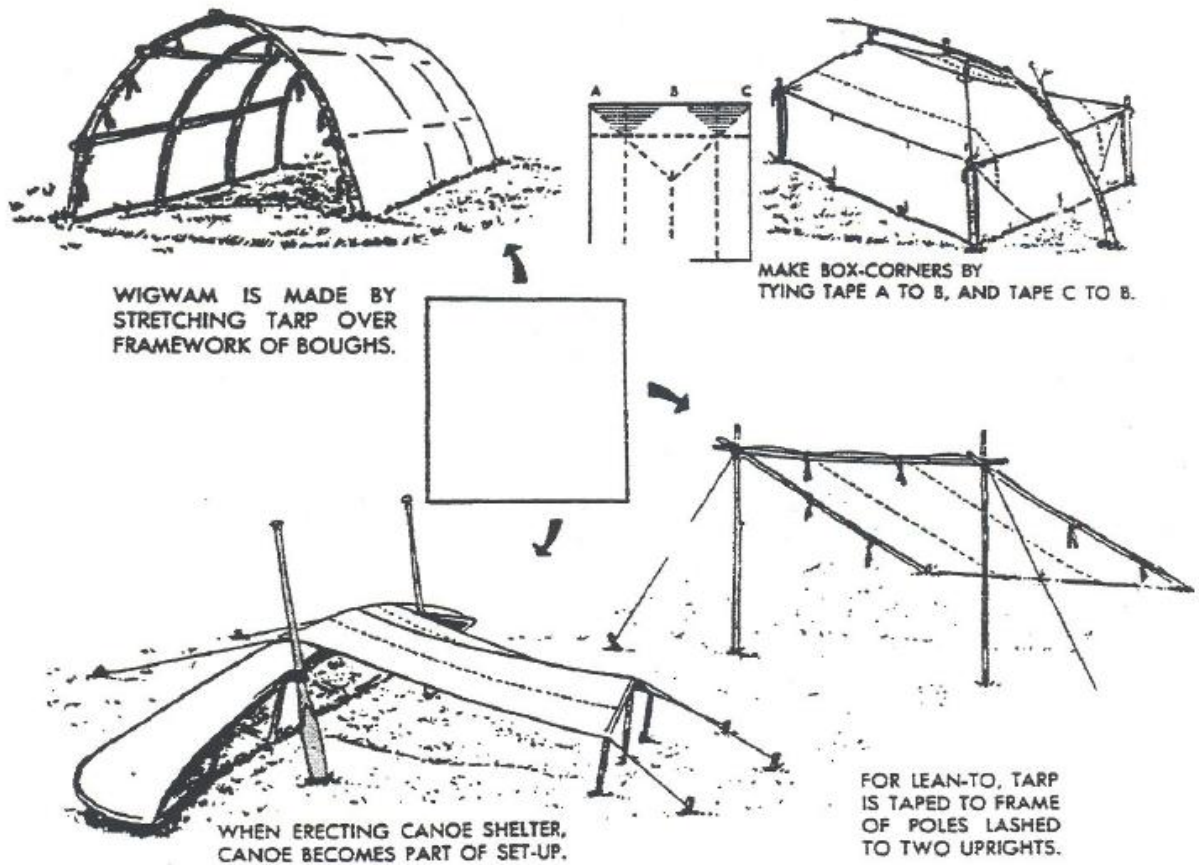 A B C
MAKE BOX-CORNERS BY
TYING TAPE A TO B, AND TAPE C TO B.
WIGWAM IS MADE BY
STRETCHING TARP OVER
FRAMEWORK OF BOUGHS.
FOR LEAN-TO, TARP
IS TAPED TO FRAME
OF POLES LASHED
TO TWO UPRIGHTS.
WHEN ERECTING CANOE SHELTER,
CANOE BECOMES PART OF SET-UP.